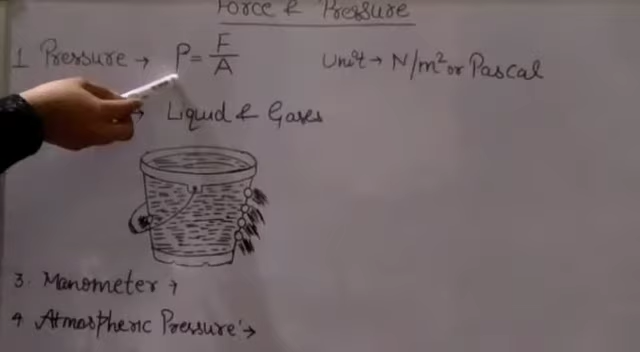 Force & Pressure
1 Pressure → P = F/A Unit → N/m² or Pascal
→ Liquid & Gases
3. Manometer →
4 Atmospheric Pressure →